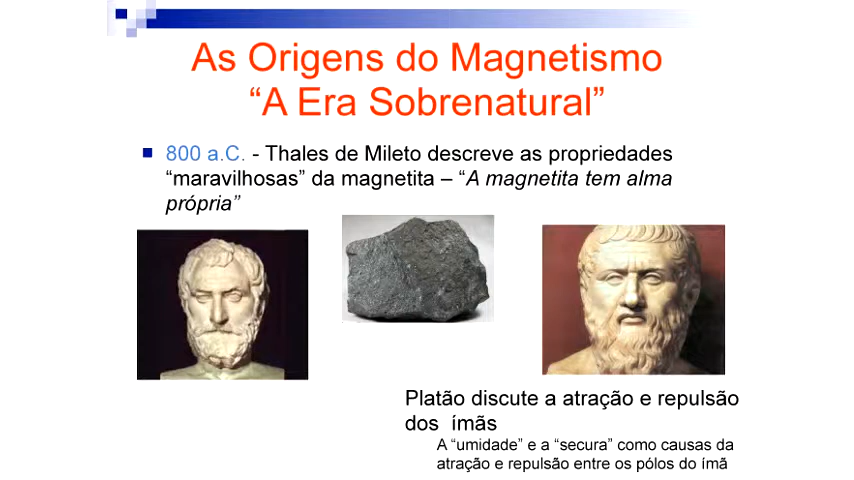 As Origens do Magnetismo
“A Era Sobrenatural”
800 a.C. - Thales de Mileto descreve as propriedades
“maravilhosas” da magnetita – “A magnetita tem alma
própria”
Platão discute a atração e repulsão
dos ímãs
A “umidade” e a “secura” como causas da
atração e repulsão entre os pólos do ímã